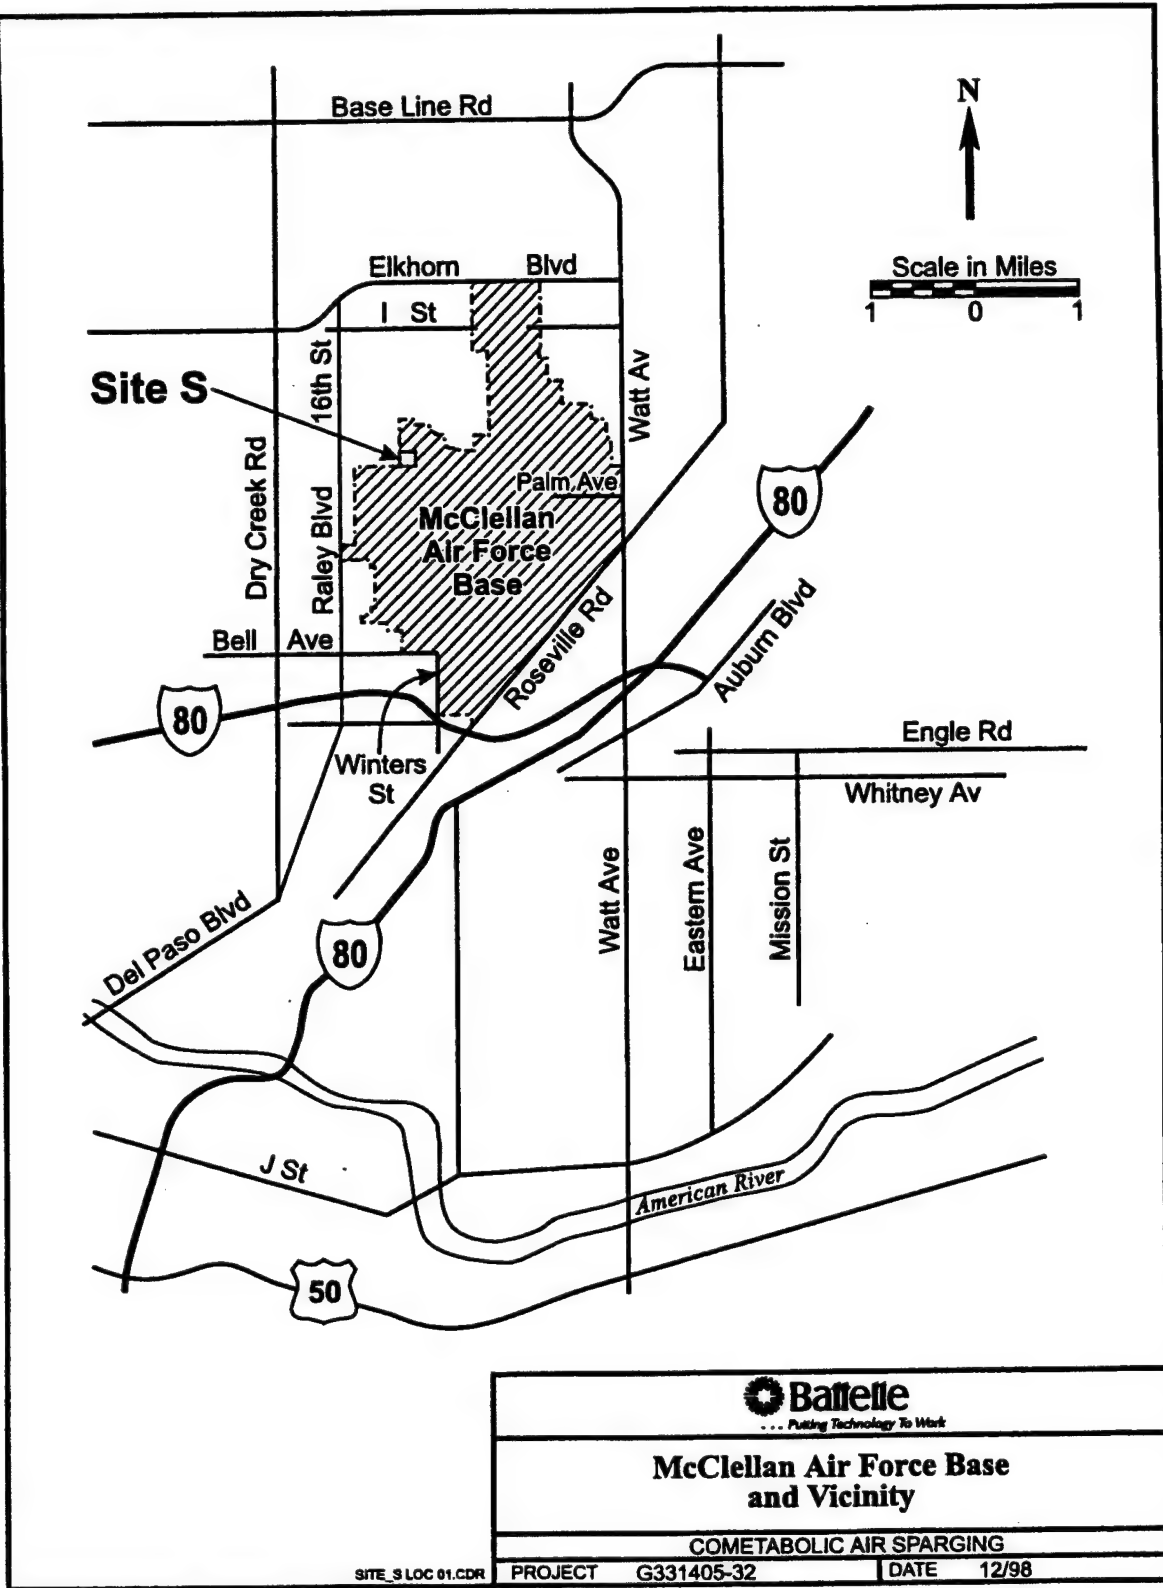 Base Line Rd
N
Elkhorn Blvd
Scale in Miles
1 0 1
I St
Site S
16th St
Watt Av
Dry Creek Rd
Raley Blvd
Palm Ave
80
McClellan
Air Force
Base
Roseville Rd
Auburn Blvd
Bell Ave
80
Engle Rd
Winters
St
Whitney Av
Watt Ave
Eastern Ave
Mission St
Del Paso Blvd
80
J St
American River
50
Battelle
... Putting Technology To Work
McClellan Air Force Base
and Vicinity
COMETABOLIC AIR SPARGING
SITE_S LOC 01.CDR
PROJECT G331405-32 DATE 12/98